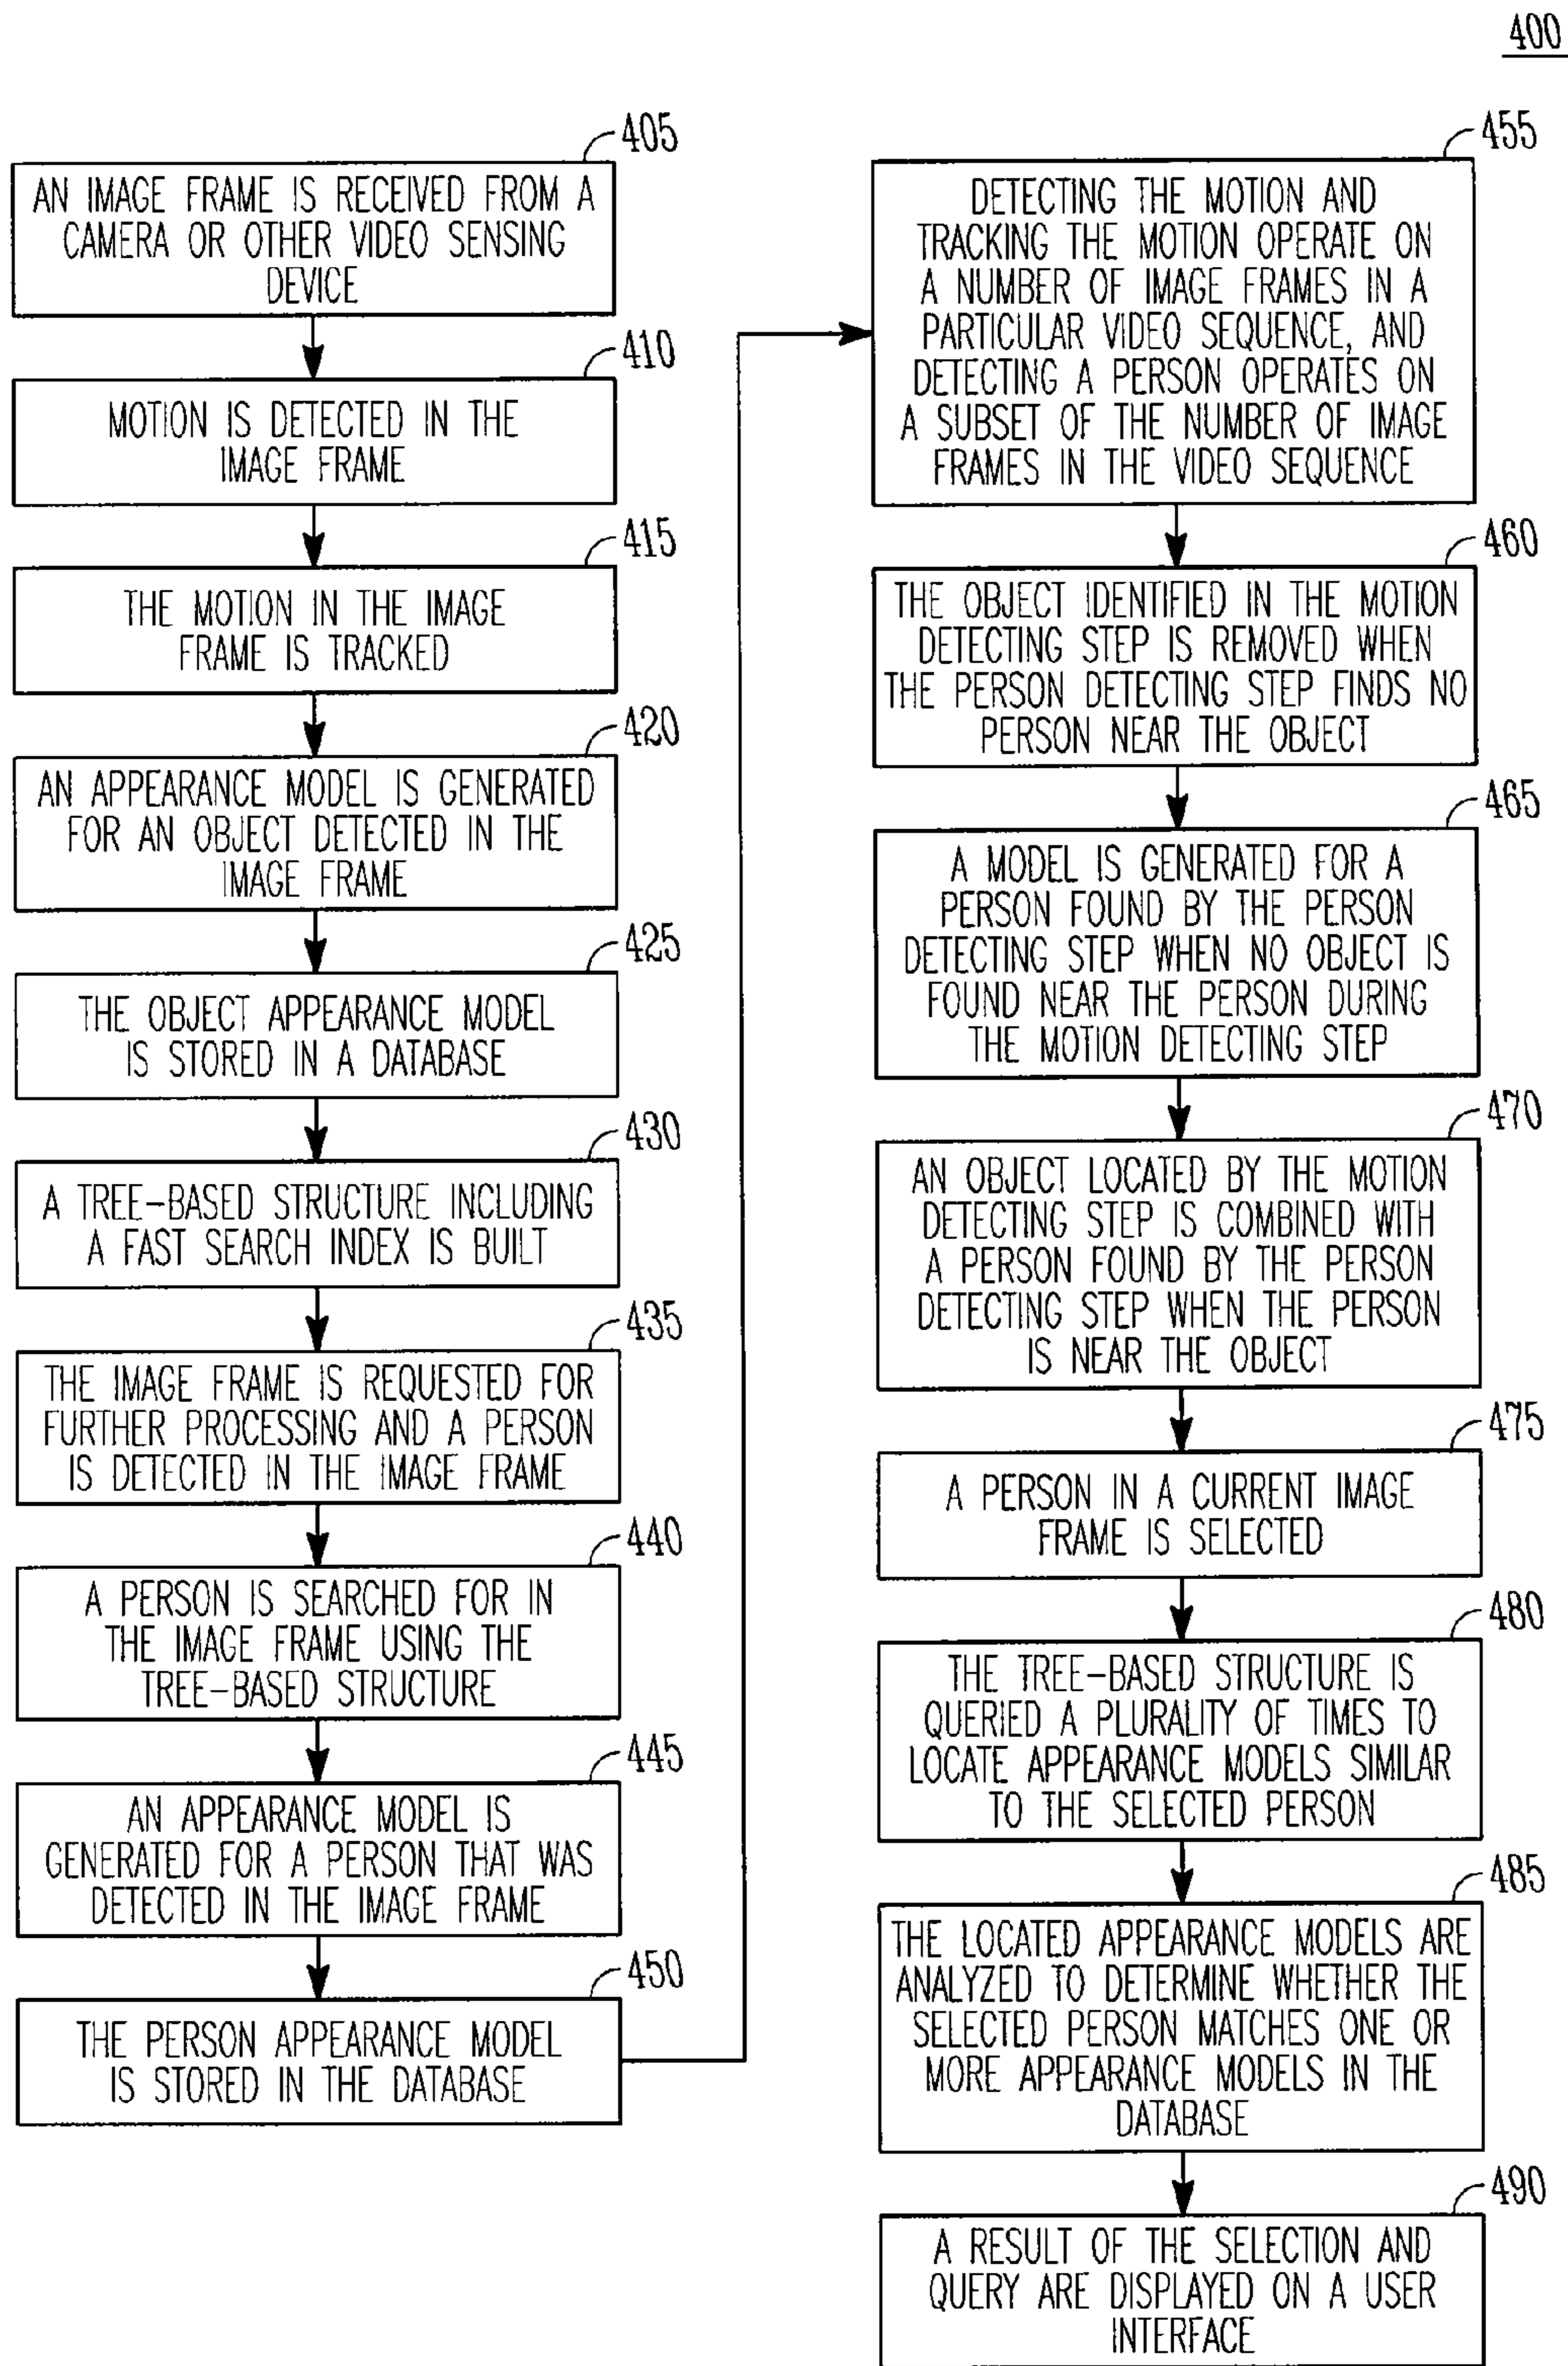 400
405
AN IMAGE FRAME IS RECEIVED FROM A
CAMERA OR OTHER VIDEO SENSING
DEVICE
410
MOTION IS DETECTED IN THE
IMAGE FRAME
415
THE MOTION IN THE IMAGE
FRAME IS TRACKED
420
AN APPEARANCE MODEL IS GENERATED
FOR AN OBJECT DETECTED IN THE
IMAGE FRAME
425
THE OBJECT APPEARANCE MODEL
IS STORED IN A DATABASE
430
A TREE-BASED STRUCTURE INCLUDING
A FAST SEARCH INDEX IS BUILT
435
THE IMAGE FRAME IS REQUESTED FOR
FURTHER PROCESSING AND A PERSON
IS DETECTED IN THE IMAGE FRAME
440
A PERSON IS SEARCHED FOR IN
THE IMAGE FRAME USING THE
TREE-BASED STRUCTURE
445
AN APPEARANCE MODEL IS
GENERATED FOR A PERSON THAT WAS
DETECTED IN THE IMAGE FRAME
450
THE PERSON APPEARANCE MODEL
IS STORED IN THE DATABASE
455
DETECTING THE MOTION AND
TRACKING THE MOTION OPERATE ON
A NUMBER OF IMAGE FRAMES IN A
PARTICULAR VIDEO SEQUENCE, AND
DETECTING A PERSON OPERATES ON
A SUBSET OF THE NUMBER OF IMAGE
FRAMES IN THE VIDEO SEQUENCE
460
THE OBJECT IDENTIFIED IN THE MOTION
DETECTING STEP IS REMOVED WHEN
THE PERSON DETECTING STEP FINDS NO
PERSON NEAR THE OBJECT
465
A MODEL IS GENERATED FOR A
PERSON FOUND BY THE PERSON
DETECTING STEP WHEN NO OBJECT IS
FOUND NEAR THE PERSON DURING
THE MOTION DETECTING STEP
470
AN OBJECT LOCATED BY THE MOTION
DETECTING STEP IS COMBINED WITH
A PERSON FOUND BY THE PERSON
DETECTING STEP WHEN THE PERSON
IS NEAR THE OBJECT
475
A PERSON IN A CURRENT IMAGE
FRAME IS SELECTED
480
THE TREE-BASED STRUCTURE IS
QUERIED A PLURALITY OF TIMES TO
LOCATE APPEARANCE MODELS SIMILAR
TO THE SELECTED PERSON
485
THE LOCATED APPEARANCE MODELS ARE
ANALYZED TO DETERMINE WHETHER THE
SELECTED PERSON MATCHES ONE OR
MORE APPEARANCE MODELS IN THE
DATABASE
490
A RESULT OF THE SELECTION AND
QUERY ARE DISPLAYED ON A USER
INTERFACE